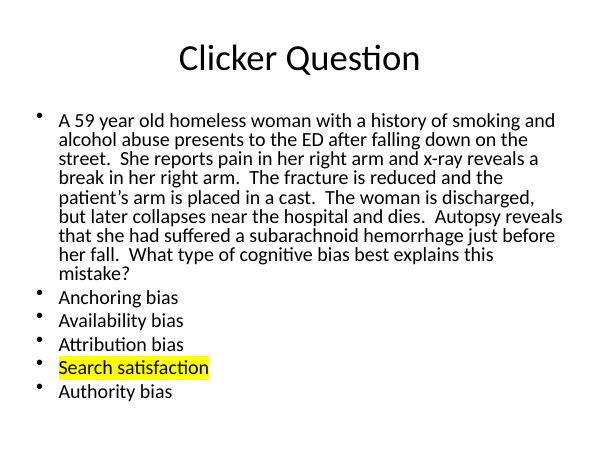 Clicker Question
• A 59 year old homeless woman with a history of smoking and
alcohol abuse presents to the ED after falling down on the
street.  She reports pain in her right arm and x-ray reveals a
break in her right arm.  The fracture is reduced and the
patient’s arm is placed in a cast.  The woman is discharged,
but later collapses near the hospital and dies.  Autopsy reveals
that she had suffered a subarachnoid hemorrhage just before
her fall.  What type of cognitive bias best explains this
mistake?
• Anchoring bias
• Availability bias
• Attribution bias
• Search satisfaction
• Authority bias